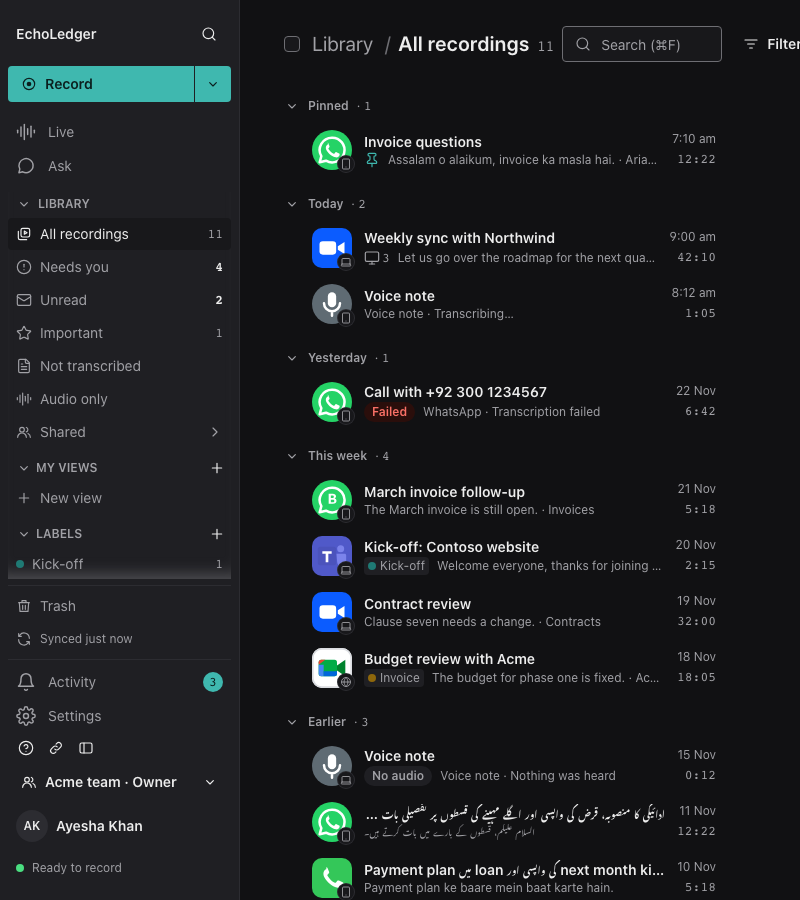 EchoLedger
Record
Live
Ask
LIBRARY
All recordings 11
Needs you 4
Unread 2
Important 1
Not transcribed
Audio only
Shared
MY VIEWS
New view
LABELS
Kick-off 1
Trash
Synced just now
Activity 3
Settings
Acme team · Owner
AK Ayesha Khan
Ready to record
Library / All recordings 11
Search (⌘F)
Filter
Pinned · 1
Invoice questions 7:10 am
Assalam o alaikum, invoice ka masla hai. · Aria... 12:22
Today · 2
Weekly sync with Northwind 9:00 am
3 Let us go over the roadmap for the next qua... 42:10
Voice note 8:12 am
Voice note · Transcribing... 1:05
Yesterday · 1
Call with +92 300 1234567 22 Nov
Failed WhatsApp · Transcription failed 6:42
This week · 4
March invoice follow-up 21 Nov
The March invoice is still open. · Invoices 5:18
Kick-off: Contoso website 20 Nov
Kick-off Welcome everyone, thanks for joining ... 2:15
Contract review 19 Nov
Clause seven needs a change. · Contracts 32:00
Budget review with Acme 18 Nov
Invoice The budget for phase one is fixed. · Ac... 18:05
Earlier · 3
Voice note 15 Nov
No audio Voice note · Nothing was heard 0:12
ادائیگی کا منصوبہ، قرض کی واپسی اور اگلے مہینے کی قسطوں پر تفصیلی بات ... 11 Nov
السلام علیکم، قسطوں کے بارے میں بات کرتے ہیں۔ 12:22
Payment plan میں loan کی واپسی اور next month ki... 10 Nov
Payment plan ke baare mein baat karte hain. 5:18